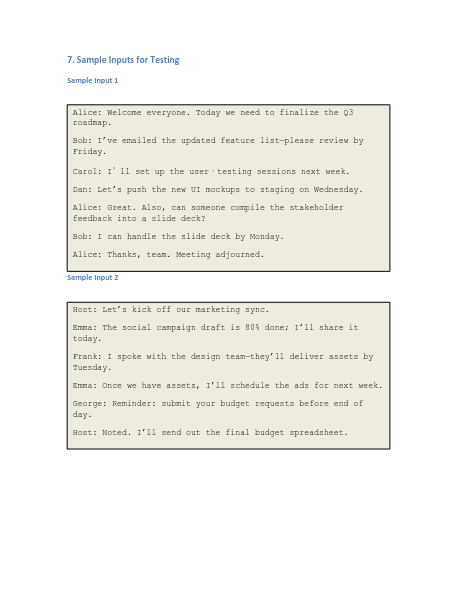 7. Sample Inputs for Testing
Sample Input 1
Alice: Welcome everyone. Today we need to finalize the Q3
roadmap.
Bob: I’ve emailed the updated feature list—please review by
Friday.
Carol: I`ll set up the user‑testing sessions next week.
Dan: Let’s push the new UI mockups to staging on Wednesday.
Alice: Great. Also, can someone compile the stakeholder
feedback into a slide deck?
Bob: I can handle the slide deck by Monday.
Alice: Thanks, team. Meeting adjourned.
Sample Input 2
Host: Let’s kick off our marketing sync.
Emma: The social campaign draft is 80% done; I’ll share it
today.
Frank: I spoke with the design team—they’ll deliver assets by
Tuesday.
Emma: Once we have assets, I’ll schedule the ads for next week.
George: Reminder: submit your budget requests before end of
day.
Host: Noted. I’ll send out the final budget spreadsheet.